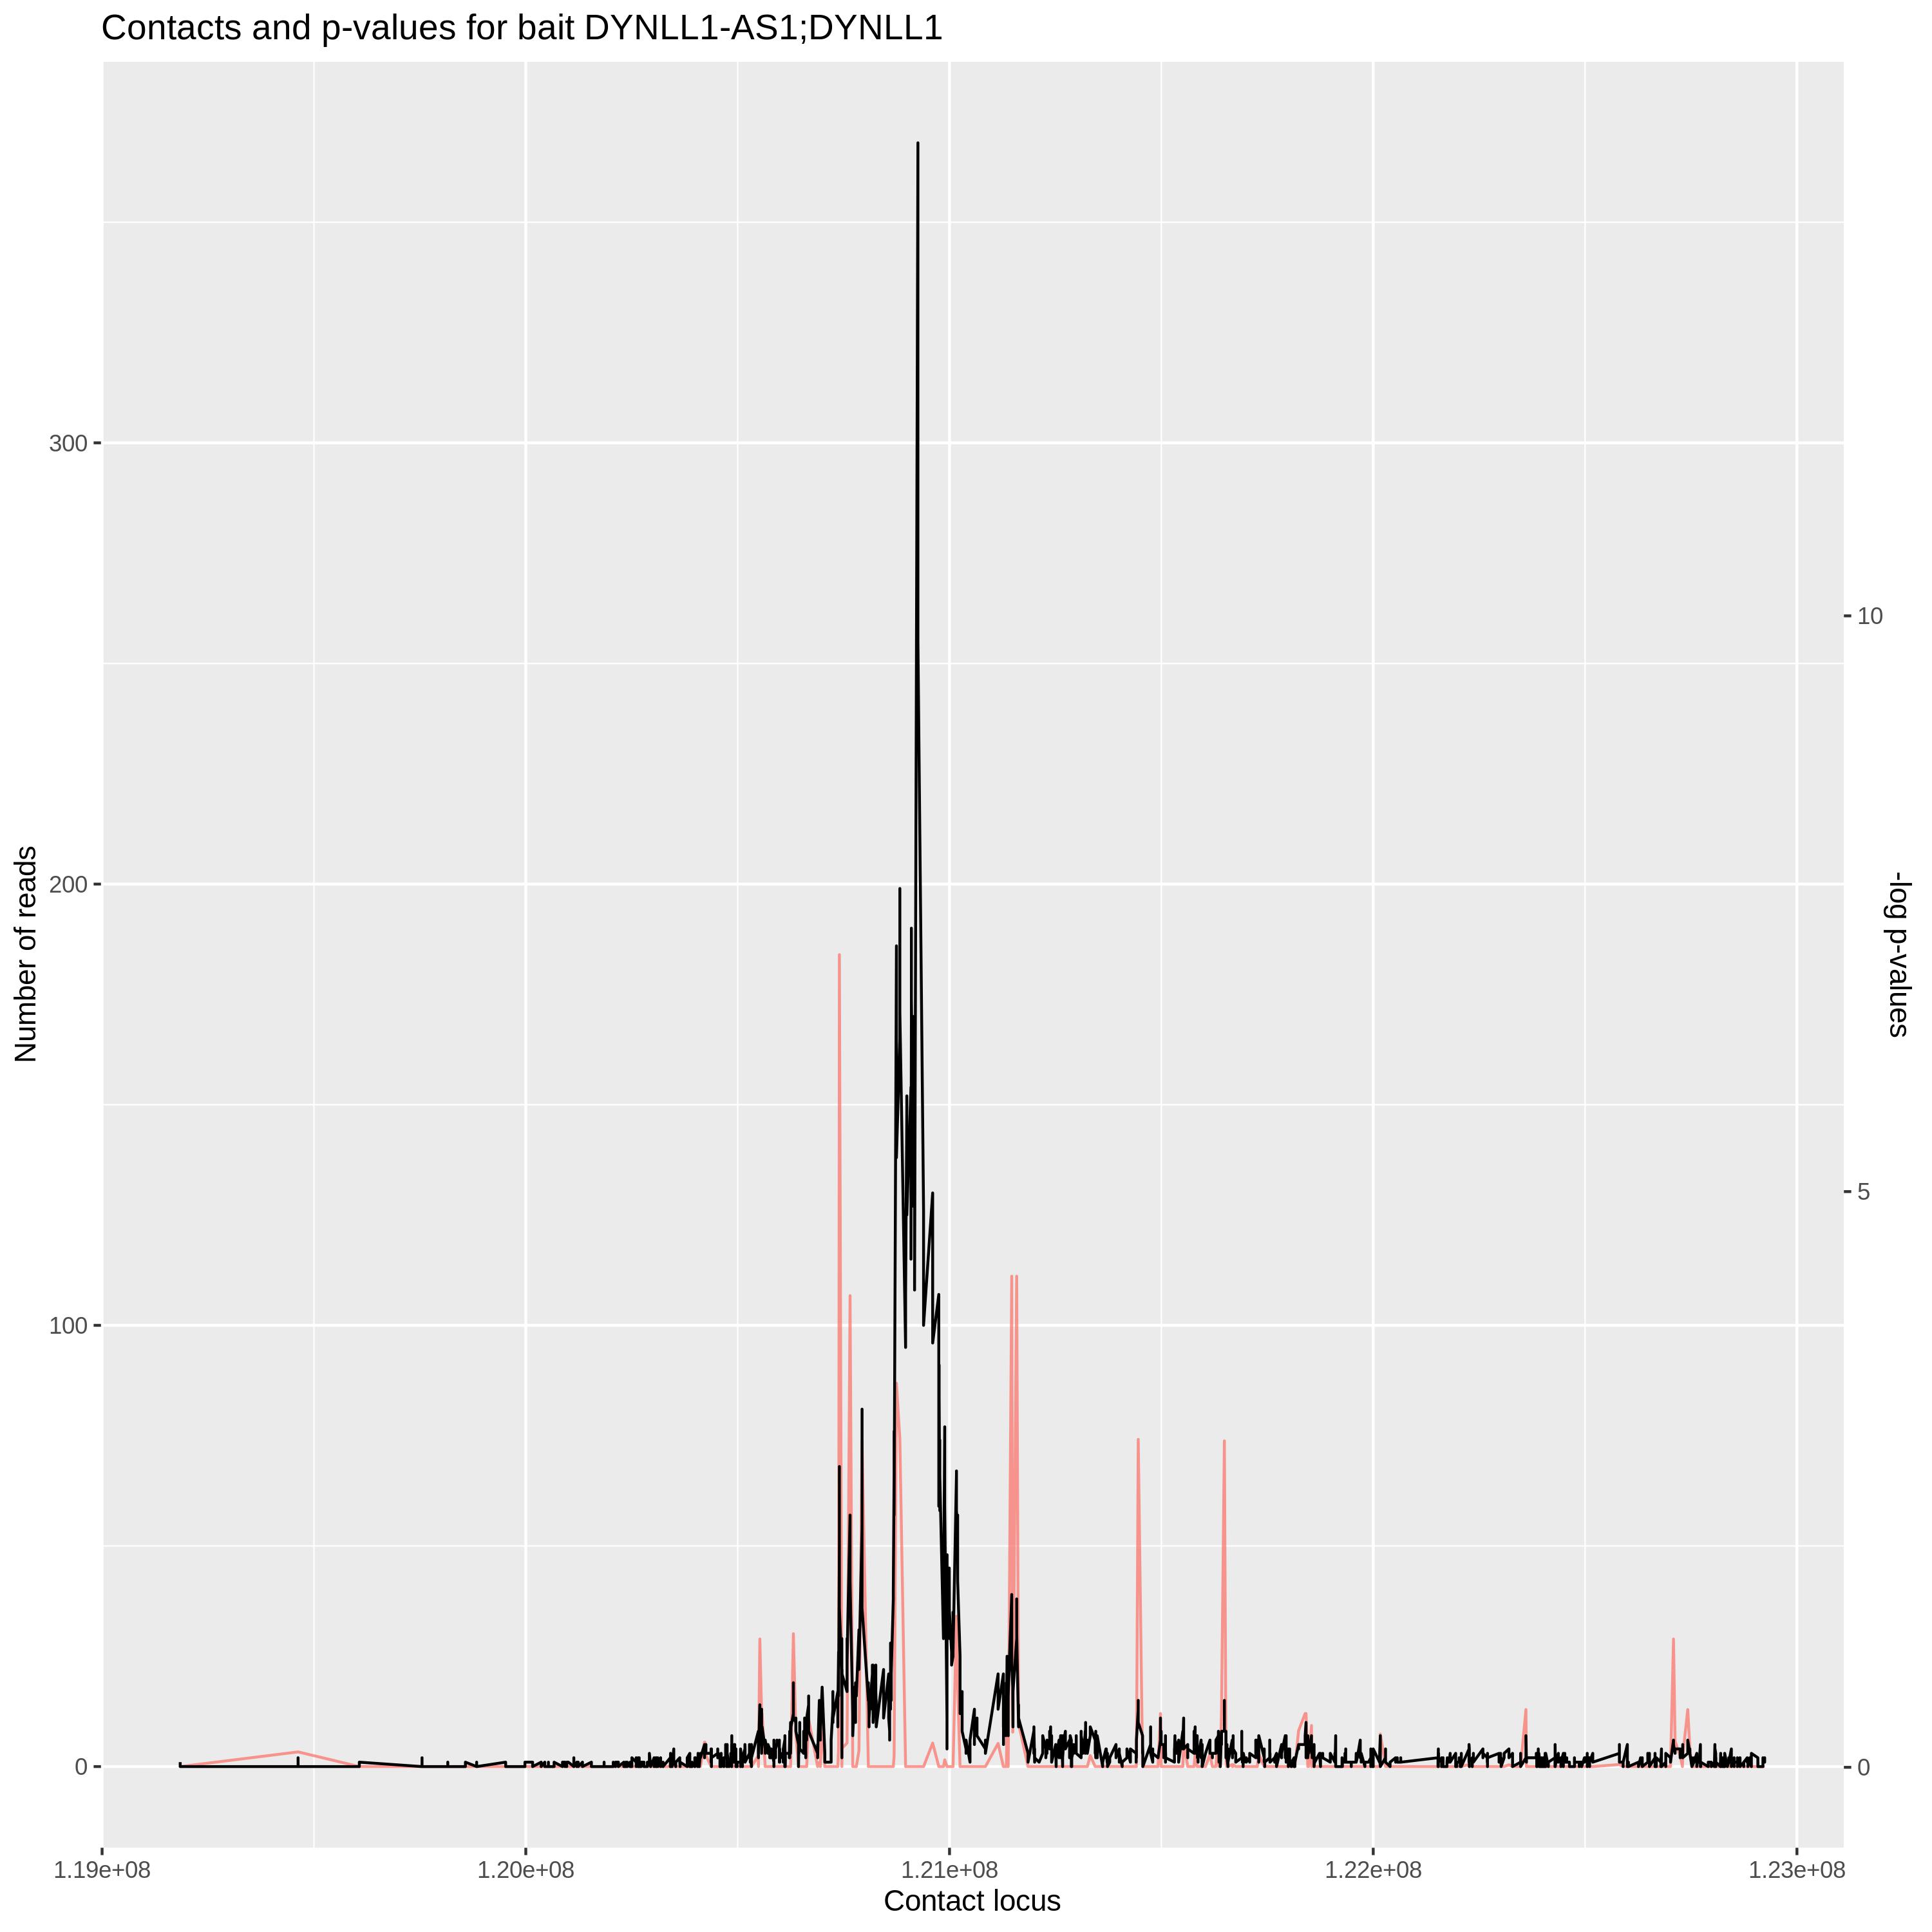 Contacts and p-values for bait DYNLL1-AS1;DYNLL1
Number of reads
300
200
100
0
-log p-values
10
5
0
1.19e+08
1.20e+08
1.21e+08
1.22e+08
1.23e+08
Contact locus